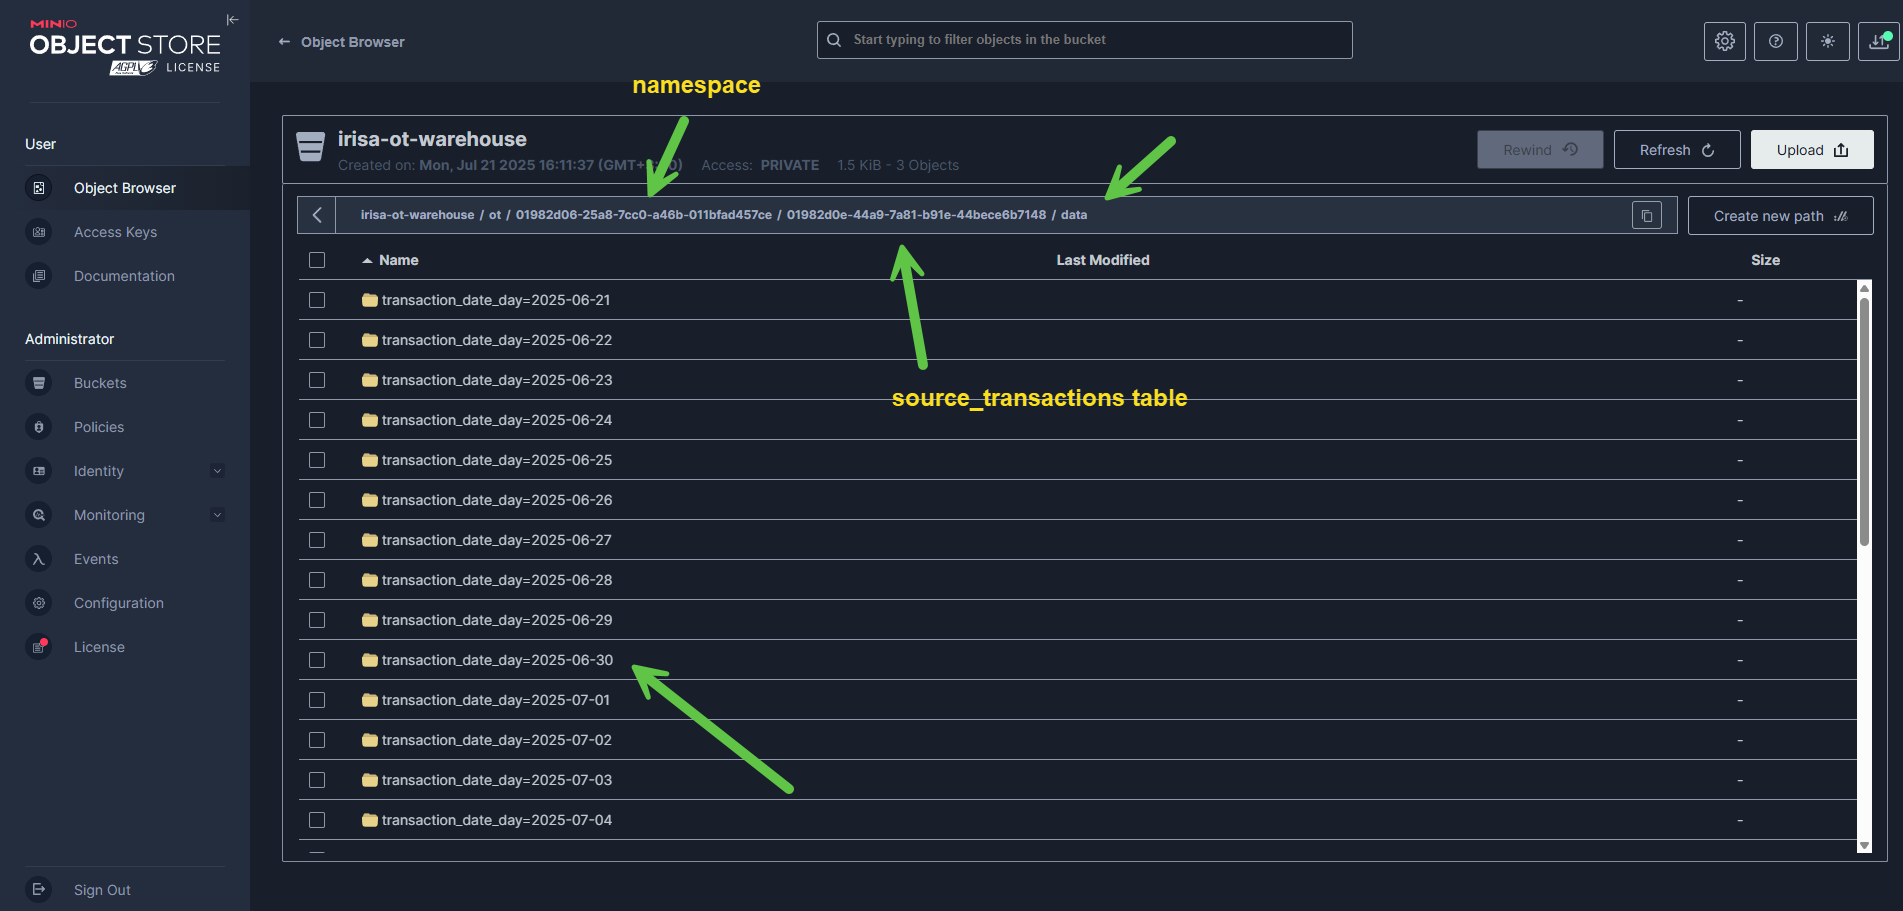 MINIO
OBJECT STORE
AGPL LICENSE
User
Object Browser
Access Keys
Documentation
Administrator
Buckets
Policies
Identity
Monitoring
Events
Configuration
License
Sign Out
← Object Browser
Start typing to filter objects in the bucket
namespace
irisa-ot-warehouse
Created on: Mon, Jul 21 2025 16:11:37 (GMT+ Access: PRIVATE 1.5 KiB - 3 Objects
Rewind
Refresh
Upload
irisa-ot-warehouse / ot / 01982d06-25a8-7cc0-a46b-011bfad457ce / 01982d0e-44a9-7a81-b91e-44bece6b7148 / data
Create new path
Name Last Modified Size
transaction_date_day=2025-06-21 -
transaction_date_day=2025-06-22 -
transaction_date_day=2025-06-23 -
source_transactions table
transaction_date_day=2025-06-24 -
transaction_date_day=2025-06-25 -
transaction_date_day=2025-06-26 -
transaction_date_day=2025-06-27 -
transaction_date_day=2025-06-28 -
transaction_date_day=2025-06-29 -
transaction_date_day=2025-06-30 -
transaction_date_day=2025-07-01 -
transaction_date_day=2025-07-02 -
transaction_date_day=2025-07-03 -
transaction_date_day=2025-07-04 -